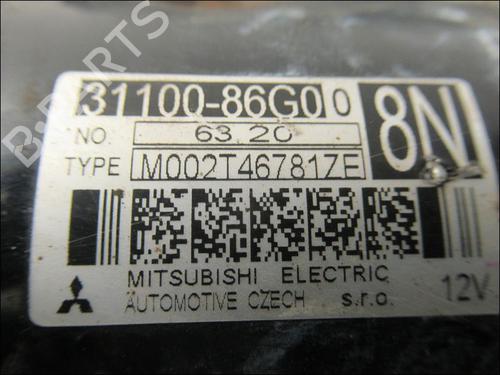 B-PARTS
31100-86G00
8N
NO. 63.20
TYPE M002T46781ZE
MITSUBISHI ELECTRIC
AUTOMOTIVE CZECH s.r.o.
12V